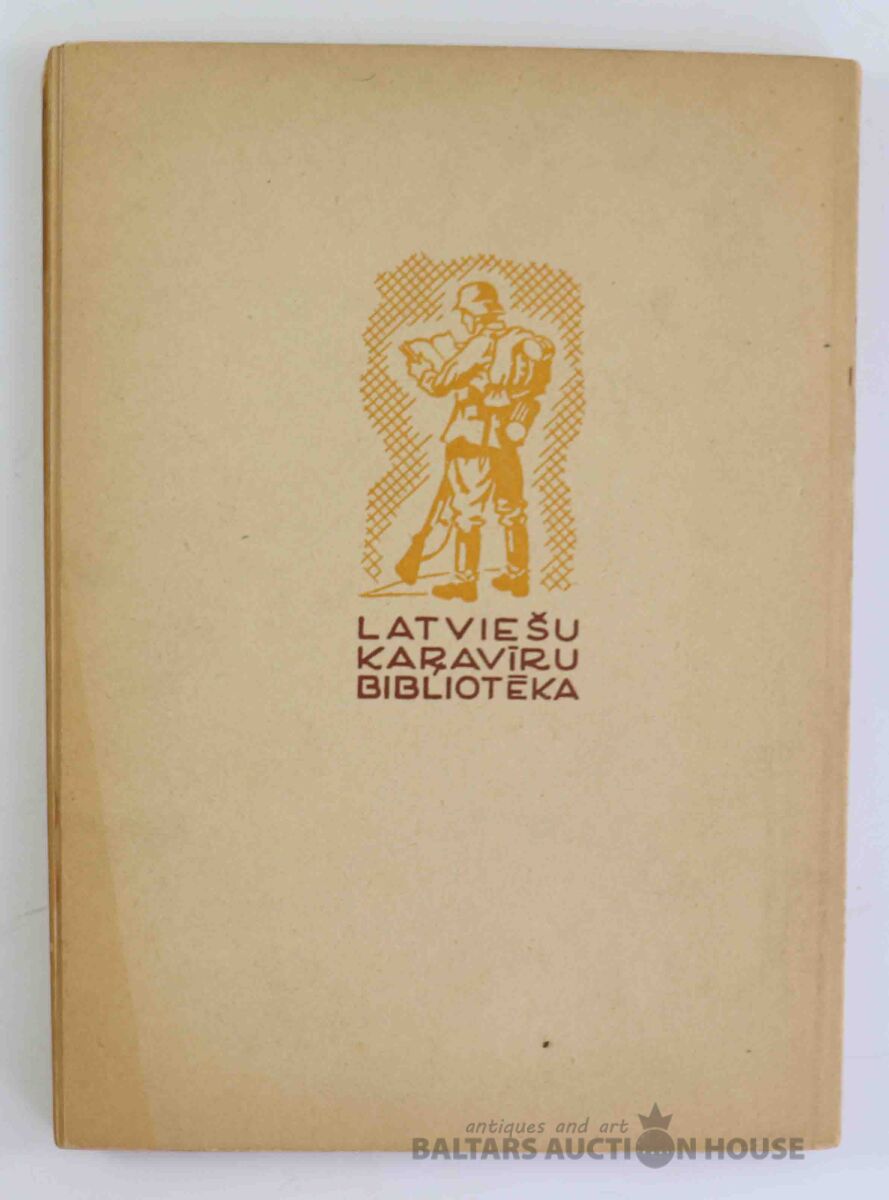 LATVIEŠU
KAŖAVĪRU
BIBLIOTĒKA
antiques and art
BALTARS AUCTION HOUSE